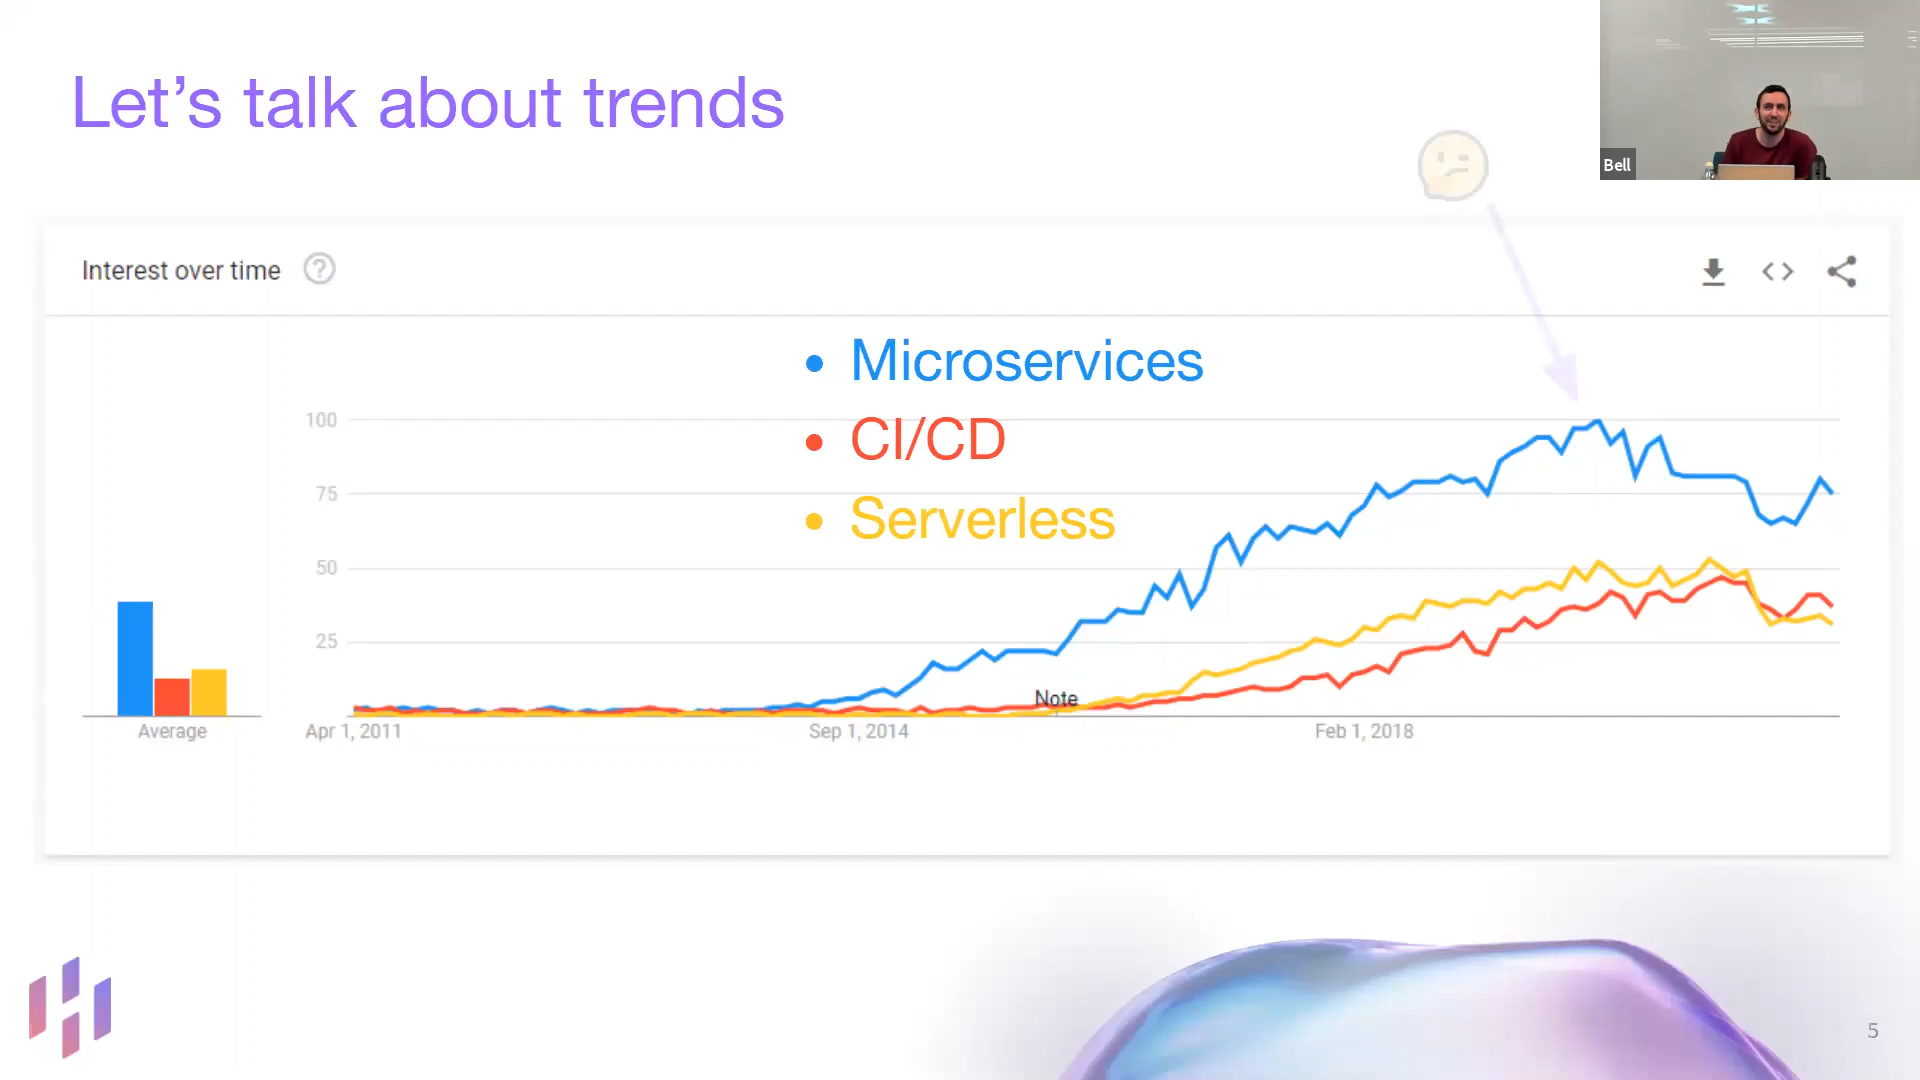 Let's talk about trends
Bell
Interest over time
Microservices
CI/CD
Serverless
100
75
50
25
Note
Average
Apr 1, 2011
Sep 1, 2014
Feb 1, 2018
5